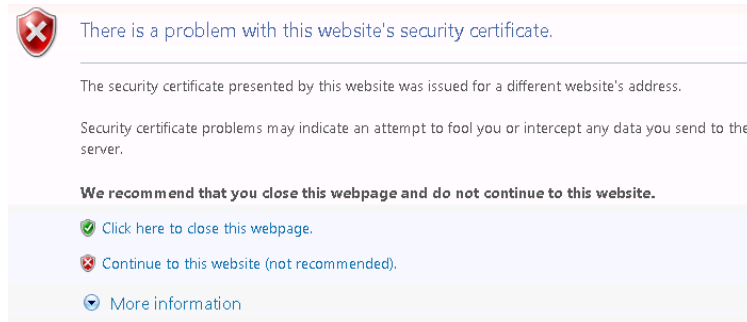 There is a problem with this website's security certificate.
The security certificate presented by this website was issued for a different website's address.
Security certificate problems may indicate an attempt to fool you or intercept any data you send to the
server.
We recommend that you close this webpage and do not continue to this website.
Click here to close this webpage.
Continue to this website (not recommended).
More information